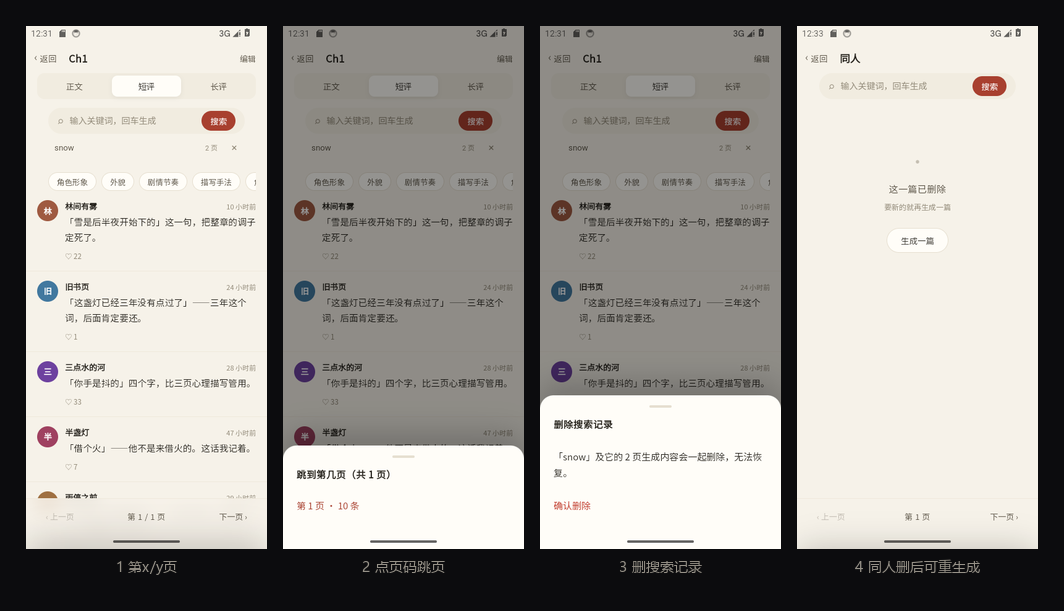 12:31
3G
‹ 返回
Ch1
编辑
正文
短评
长评
输入关键词，回车生成
搜索
snow
2 页
×
角色形象
外貌
剧情节奏
描写手法
林
林间有雾
10 小时前
「雪是后半夜开始下的」这一句，把整章的调子
定死了。
♡ 22
旧
旧书页
24 小时前
「这盏灯已经三年没有点过了」——三年这个
词，后面肯定要还。
♡ 1
三
三点水的河
28 小时前
「你手是抖的」四个字，比三页心理描写管用。
♡ 33
半
半盏灯
47 小时前
「借个火」——他不是来借火的。这话我记着。
♡ 7
‹ 上一页
第 1 / 1 页
下一页 ›
1 第x/y页
12:31
3G
‹ 返回
Ch1
编辑
正文
短评
长评
输入关键词，回车生成
搜索
snow
2 页
×
角色形象
外貌
剧情节奏
描写手法
林
林间有雾
10 小时前
「雪是后半夜开始下的」这一句，把整章的调子
定死了。
♡ 22
旧
旧书页
24 小时前
「这盏灯已经三年没有点过了」——三年这个
词，后面肯定要还。
♡ 1
三
三点水的河
28 小时前
「你手是抖的」四个字，比三页心理描写管用。
♡ 33
半
半盏灯
47 小时前
跳到第几页（共 1 页）
第 1 页 · 10 条
2 点页码跳页
12:31
3G
‹ 返回
Ch1
编辑
正文
短评
长评
输入关键词，回车生成
搜索
snow
2 页
×
角色形象
外貌
剧情节奏
描写手法
林
林间有雾
10 小时前
「雪是后半夜开始下的」这一句，把整章的调子
定死了。
♡ 22
旧
旧书页
24 小时前
「这盏灯已经三年没有点过了」——三年这个
词，后面肯定要还。
♡ 1
三
三点水的河
28 小时前
「你手是抖的」四个字，比三页心理描写管用。
删除搜索记录
「snow」及它的 2 页生成内容会一起删除，无法恢
复。
确认删除
3 删搜索记录
12:33
3G
‹ 返回
同人
输入关键词，回车生成
搜索
这一篇已删除
要新的就再生成一篇
生成一篇
‹ 上一页
第 1 页
下一页 ›
4 同人删后可重生成